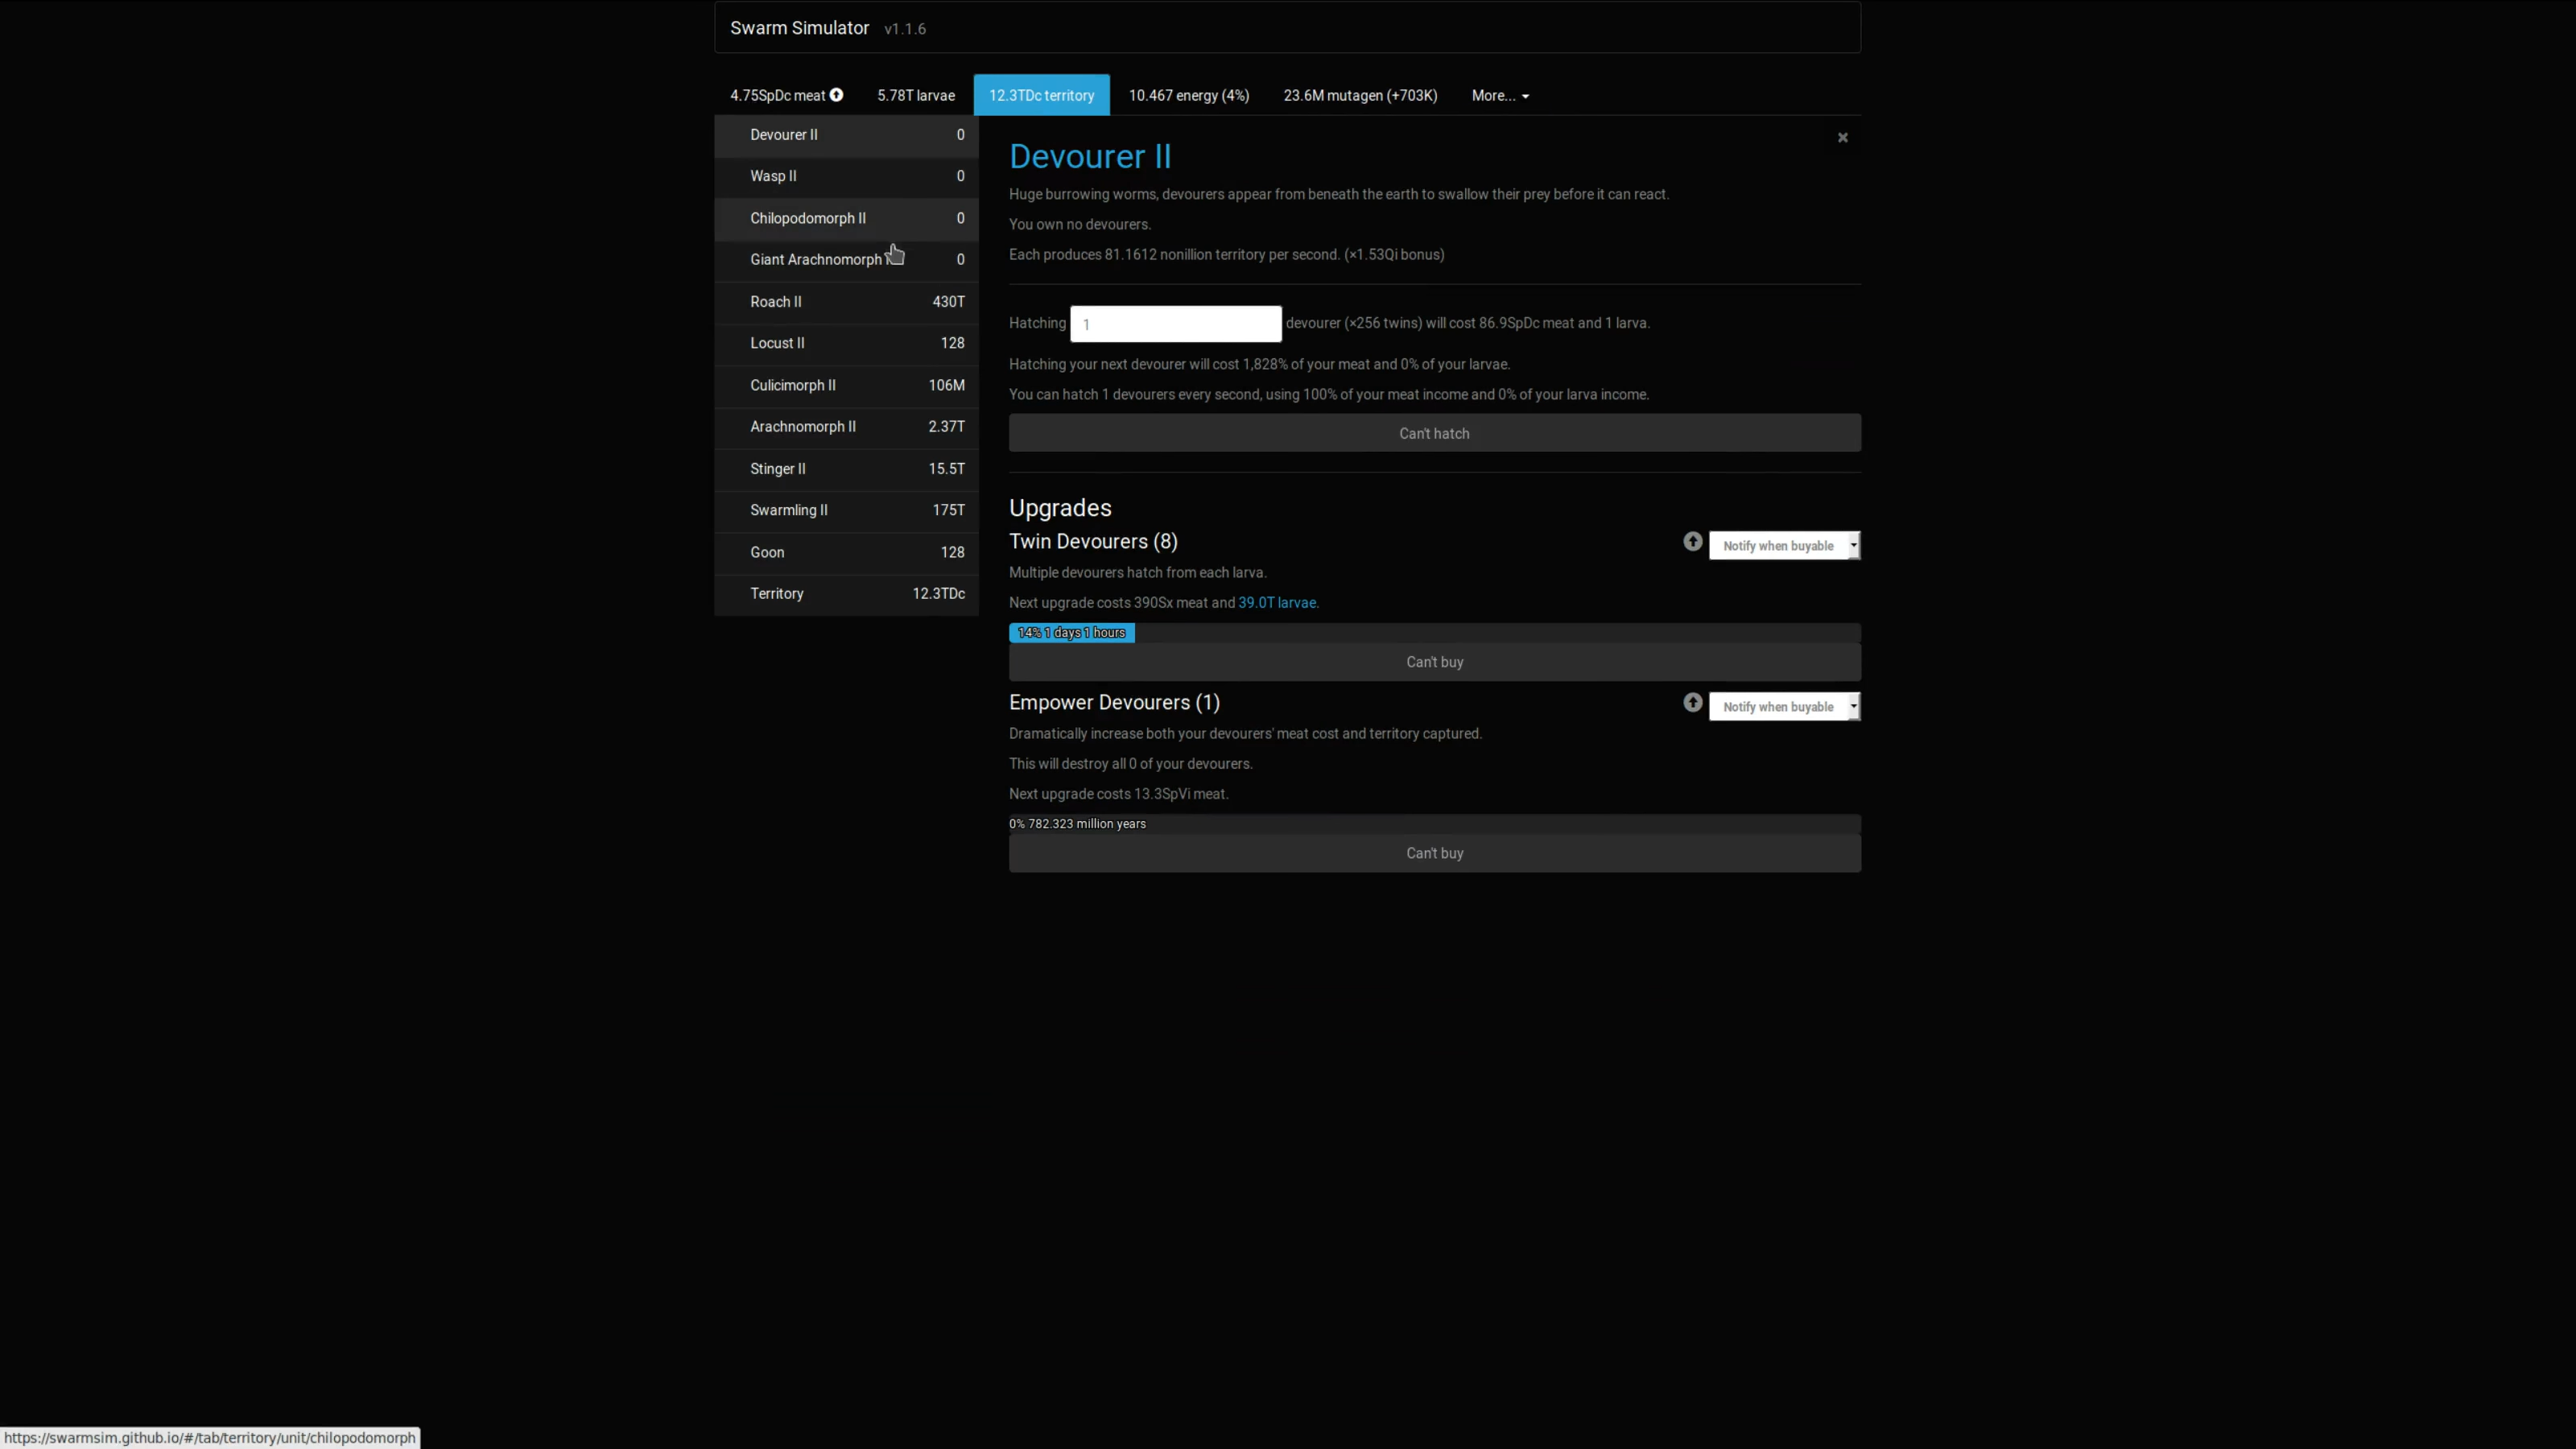 Swarm Simulator v1.1.6
4.75SpDc meat 5.78T larvae 12.3TDc territory 10.467 energy (4%) 23.6M mutagen (+703K) More...
Devourer II 0
Wasp II 0
Chilopodomorph II 0
Giant Arachnomorph 0
Roach II 430T
Locust II 128
Culicimorph II 106M
Arachnomorph II 2.37T
Stinger II 15.5T
Swarmling II 175T
Goon 128
Territory 12.3TDc
Devourer II
Huge burrowing worms, devourers appear from beneath the earth to swallow their prey before it can react.
You own no devourers.
Each produces 81.1612 nonillion territory per second. (×1.53Qi bonus)
Hatching 1 devourer (×256 twins) will cost 86.9SpDc meat and 1 larva.
Hatching your next devourer will cost 1,828% of your meat and 0% of your larvae.
You can hatch 1 devourers every second, using 100% of your meat income and 0% of your larva income.
Can't hatch
Upgrades
Twin Devourers (8) Notify when buyable
Multiple devourers hatch from each larva.
Next upgrade costs 390Sx meat and 39.0T larvae.
14% 1 days 1 hours
Can't buy
Empower Devourers (1) Notify when buyable
Dramatically increase both your devourers' meat cost and territory captured.
This will destroy all 0 of your devourers.
Next upgrade costs 13.3SpVi meat.
0% 782.323 million years
Can't buy
https://swarmsim.github.io/#/tab/territory/unit/chilopodomorph